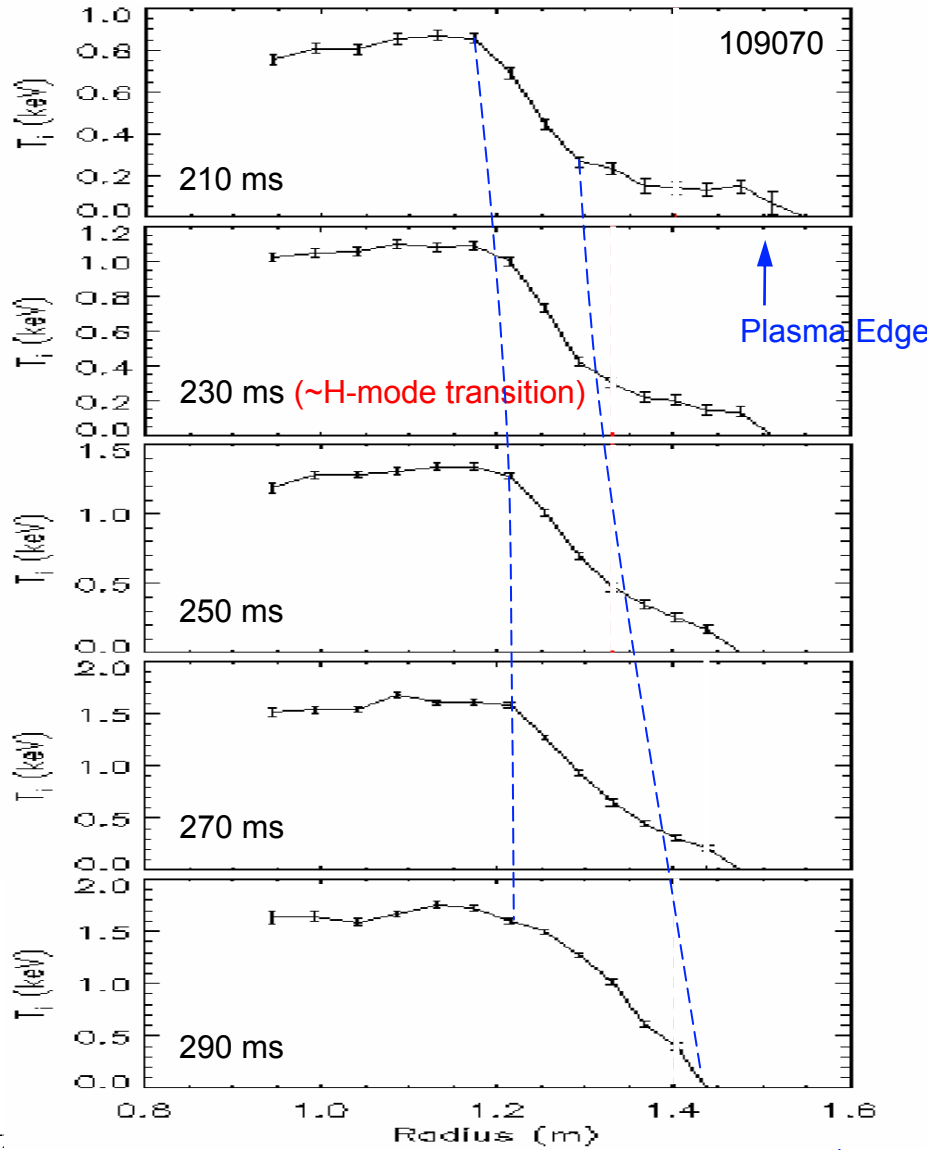 1.0
0.8
0.6
0.4
0.2
0.0
T_i (keV)
109070
210 ms
1.2
1.0
0.8
0.6
0.4
0.2
0.0
T_i (keV)
Plasma Edge
230 ms (~H-mode transition)
1.5
1.0
0.5
0.0
T_i (keV)
250 ms
2.0
1.5
1.0
0.5
0.0
T_i (keV)
270 ms
2.0
1.5
1.0
0.5
0.0
T_i (keV)
290 ms
0.8 1.0 1.2 1.4 1.6
Radius (m)